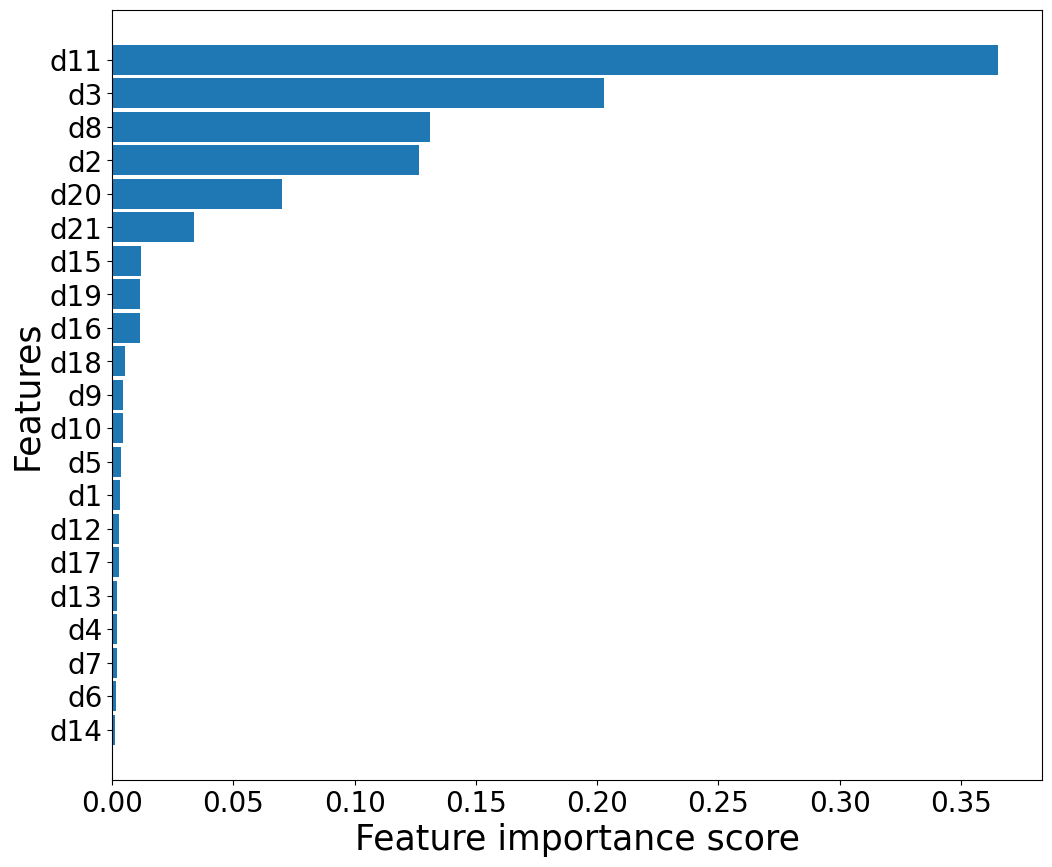 d11
d3
d8
d2
d20
d21
d15
d19
d16
d18
d9
d10
d5
d1
d12
d17
d13
d4
d7
d6
d14
Features
0.00 0.05 0.10 0.15 0.20 0.25 0.30 0.35
Feature importance score